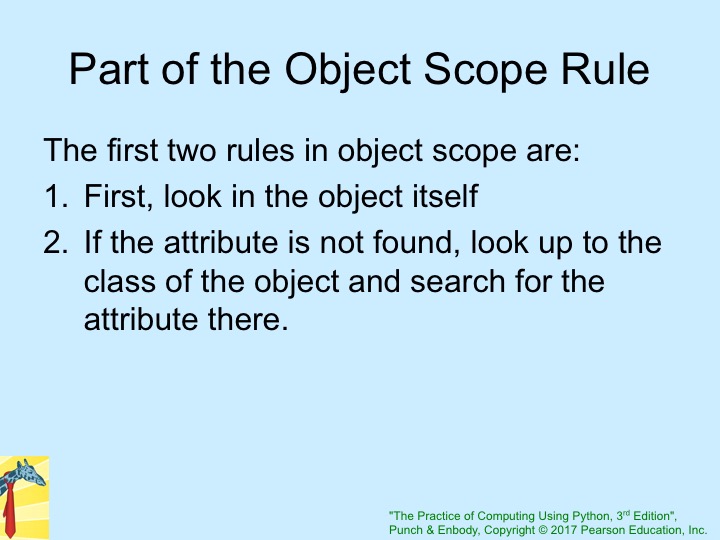 Part of the Object Scope Rule
The first two rules in object scope are:
1. First, look in the object itself
2. If the attribute is not found, look up to the
class of the object and search for the
attribute there.
"The Practice of Computing Using Python, 3rd Edition",
Punch & Enbody, Copyright © 2017 Pearson Education, Inc.